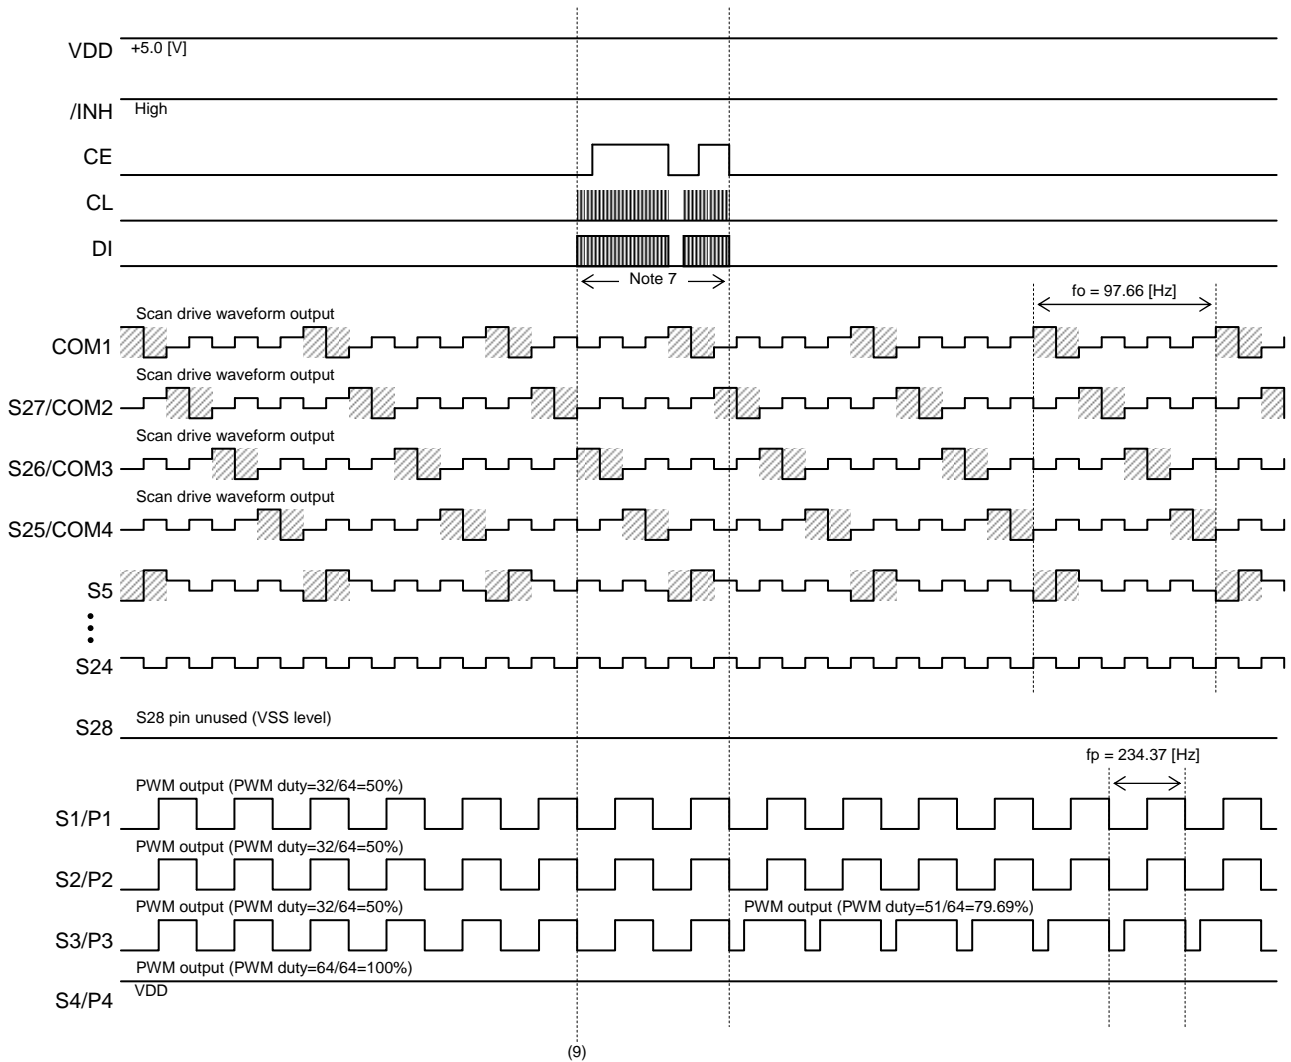 VDD
+5.0 [V]
/INH
High
CE
CL
DI
Note 7
fo = 97.66 [Hz]
Scan drive waveform output
COM1
Scan drive waveform output
S27/COM2
Scan drive waveform output
S26/COM3
Scan drive waveform output
S25/COM4
S5
S24
S28 pin unused (VSS level)
S28
fp = 234.37 [Hz]
PWM output (PWM duty=32/64=50%)
S1/P1
PWM output (PWM duty=32/64=50%)
S2/P2
PWM output (PWM duty=32/64=50%)
PWM output (PWM duty=51/64=79.69%)
S3/P3
PWM output (PWM duty=64/64=100%)
VDD
S4/P4
(9)